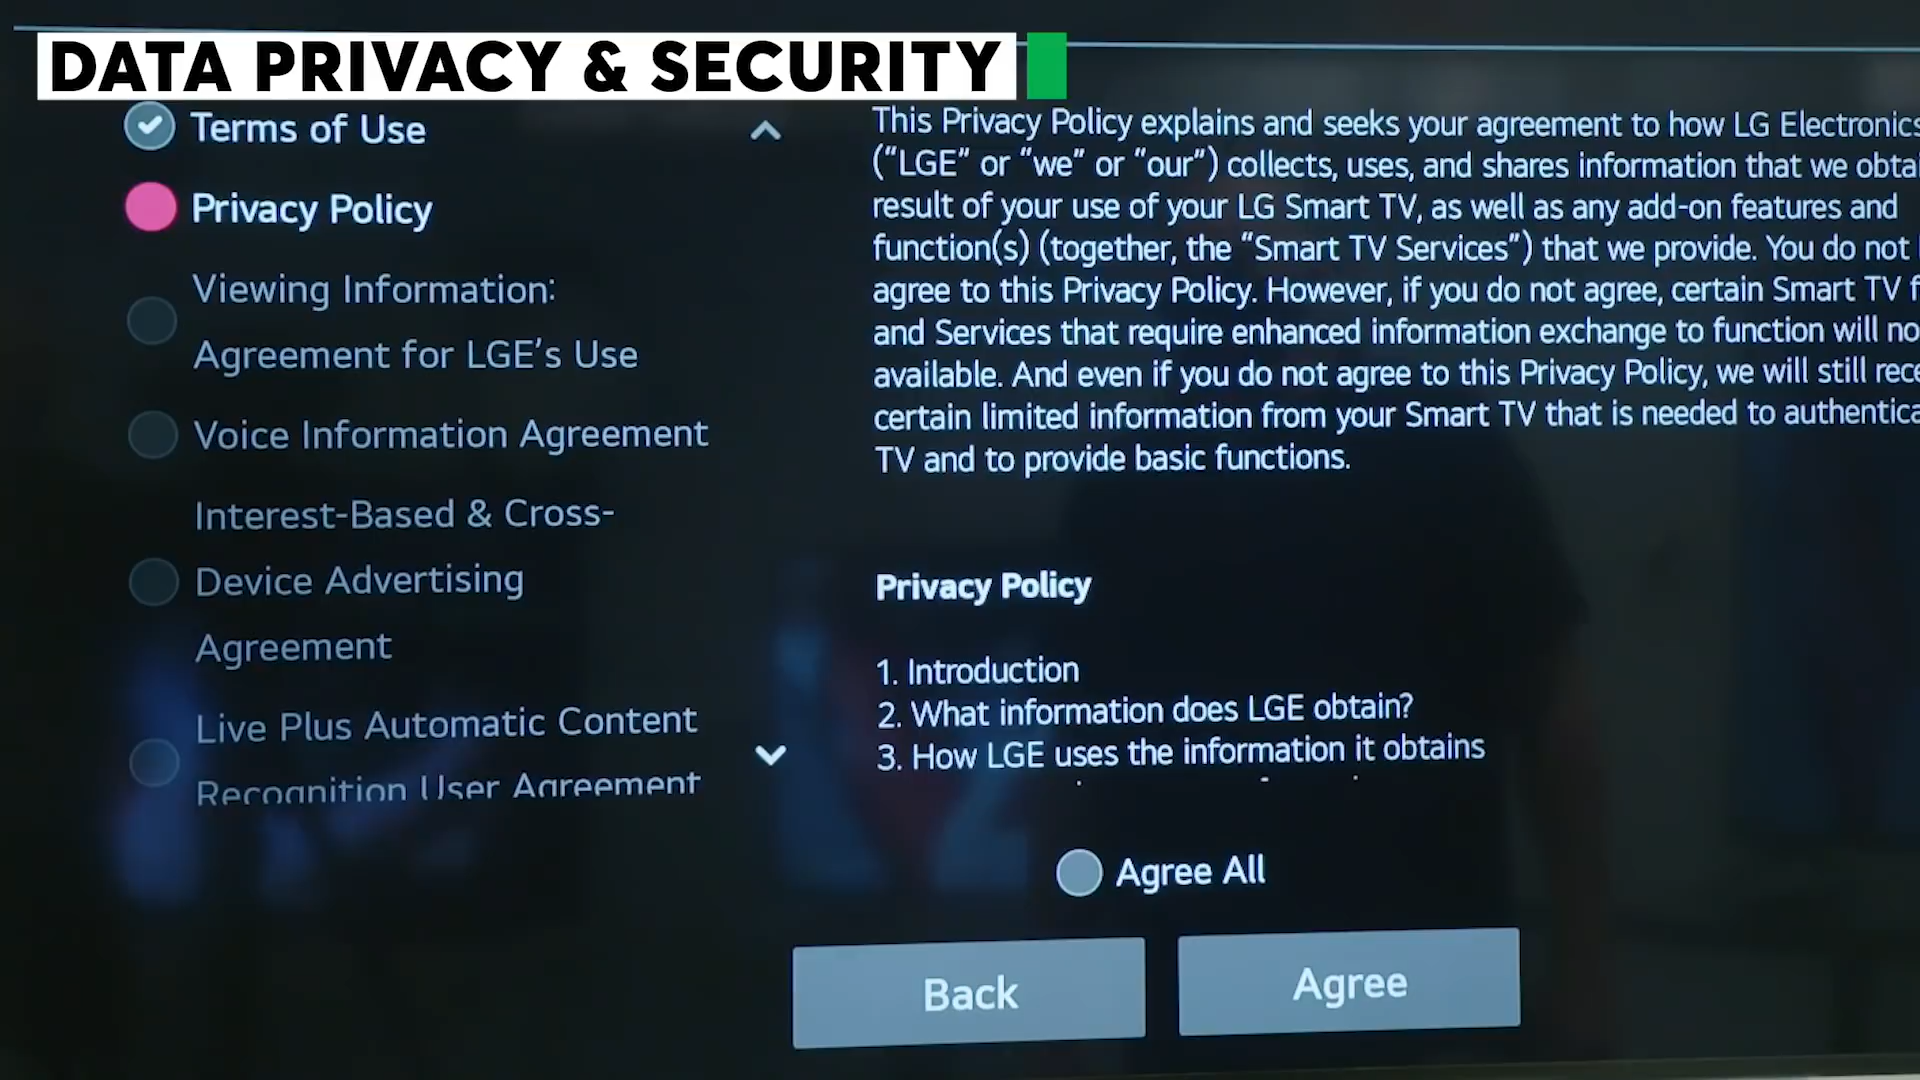 DATA PRIVACY & SECURITY
Terms of Use
Privacy Policy
Viewing Information:
Agreement for LGE's Use
Voice Information Agreement
Interest-Based & Cross-
Device Advertising
Agreement
Live Plus Automatic Content
Recognition User Agreement
This Privacy Policy explains and seeks your agreement to how LG Electronics
("LGE" or "we" or "our") collects, uses, and shares information that we
result of your use of your LG Smart TV, as well as any add-on features and
function(s) (together, the "Smart TV Services") that we provide. You do not
agree to this Privacy Policy. However, if you do not agree, certain Smart TV
and Services that require enhanced information exchange to function will
available. And even if you do not agree to this Privacy Policy, we will still
certain limited information from your Smart TV that is needed to
TV and to provide basic functions.
Privacy Policy
1. Introduction
2. What information does LGE obtain?
3. How LGE uses the information it obtains
Agree All
Back
Agree